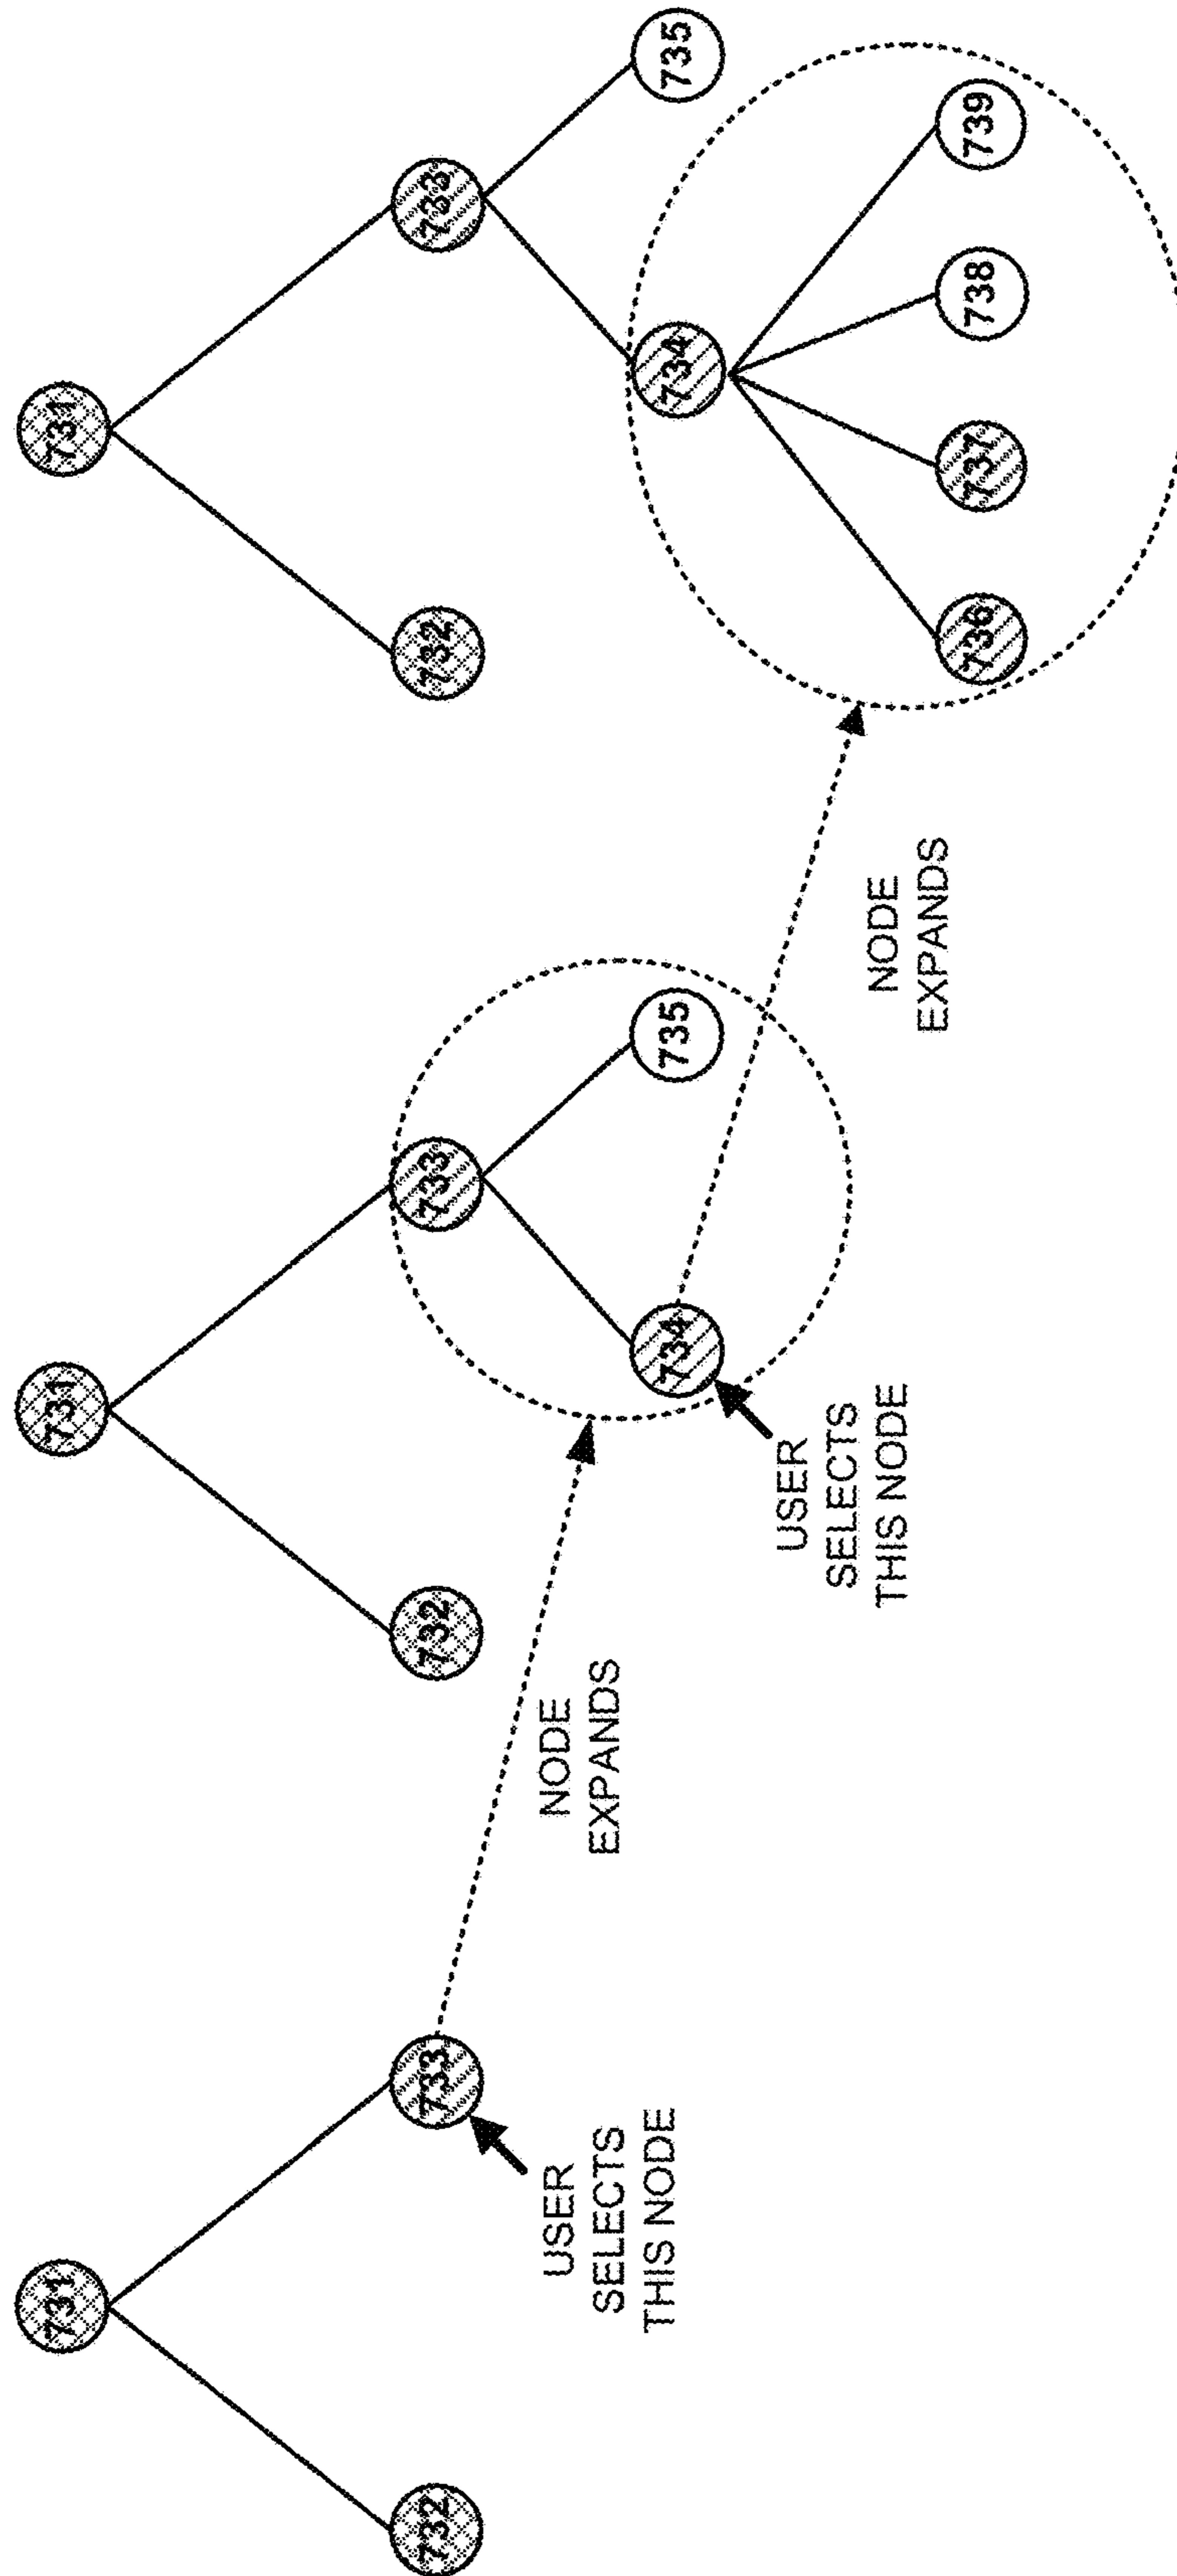 731
732
733
USER
SELECTS
THIS NODE
NODE
EXPANDS
731
732
733
734
735
USER
SELECTS
THIS NODE
NODE
EXPANDS
731
732
733
734
735
736
737
738
739